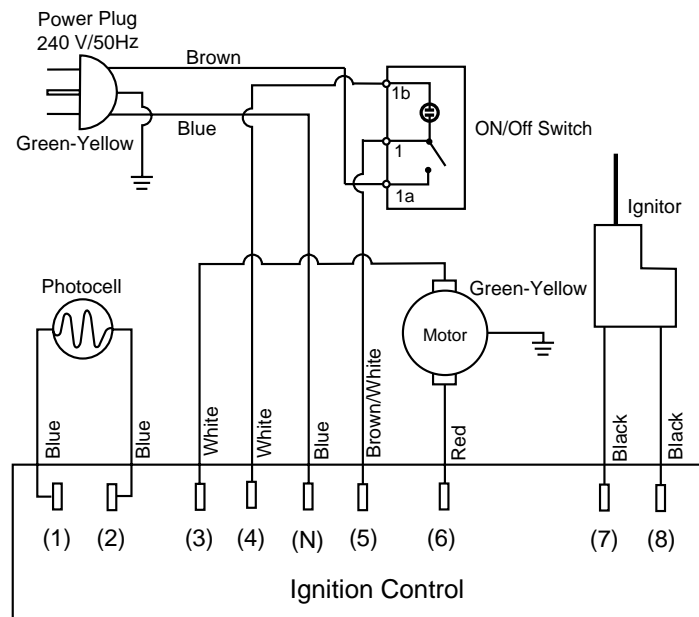 Power Plug
240 V/50Hz
Brown
Blue
Green-Yellow
1b
1
1a
ON/Off Switch
Ignitor
Photocell
Green-Yellow
Motor
Blue
Blue
White
White
Blue
Brown/White
Red
Black
Black
(1)
(2)
(3)
(4)
(N)
(5)
(6)
(7)
(8)
Ignition Control